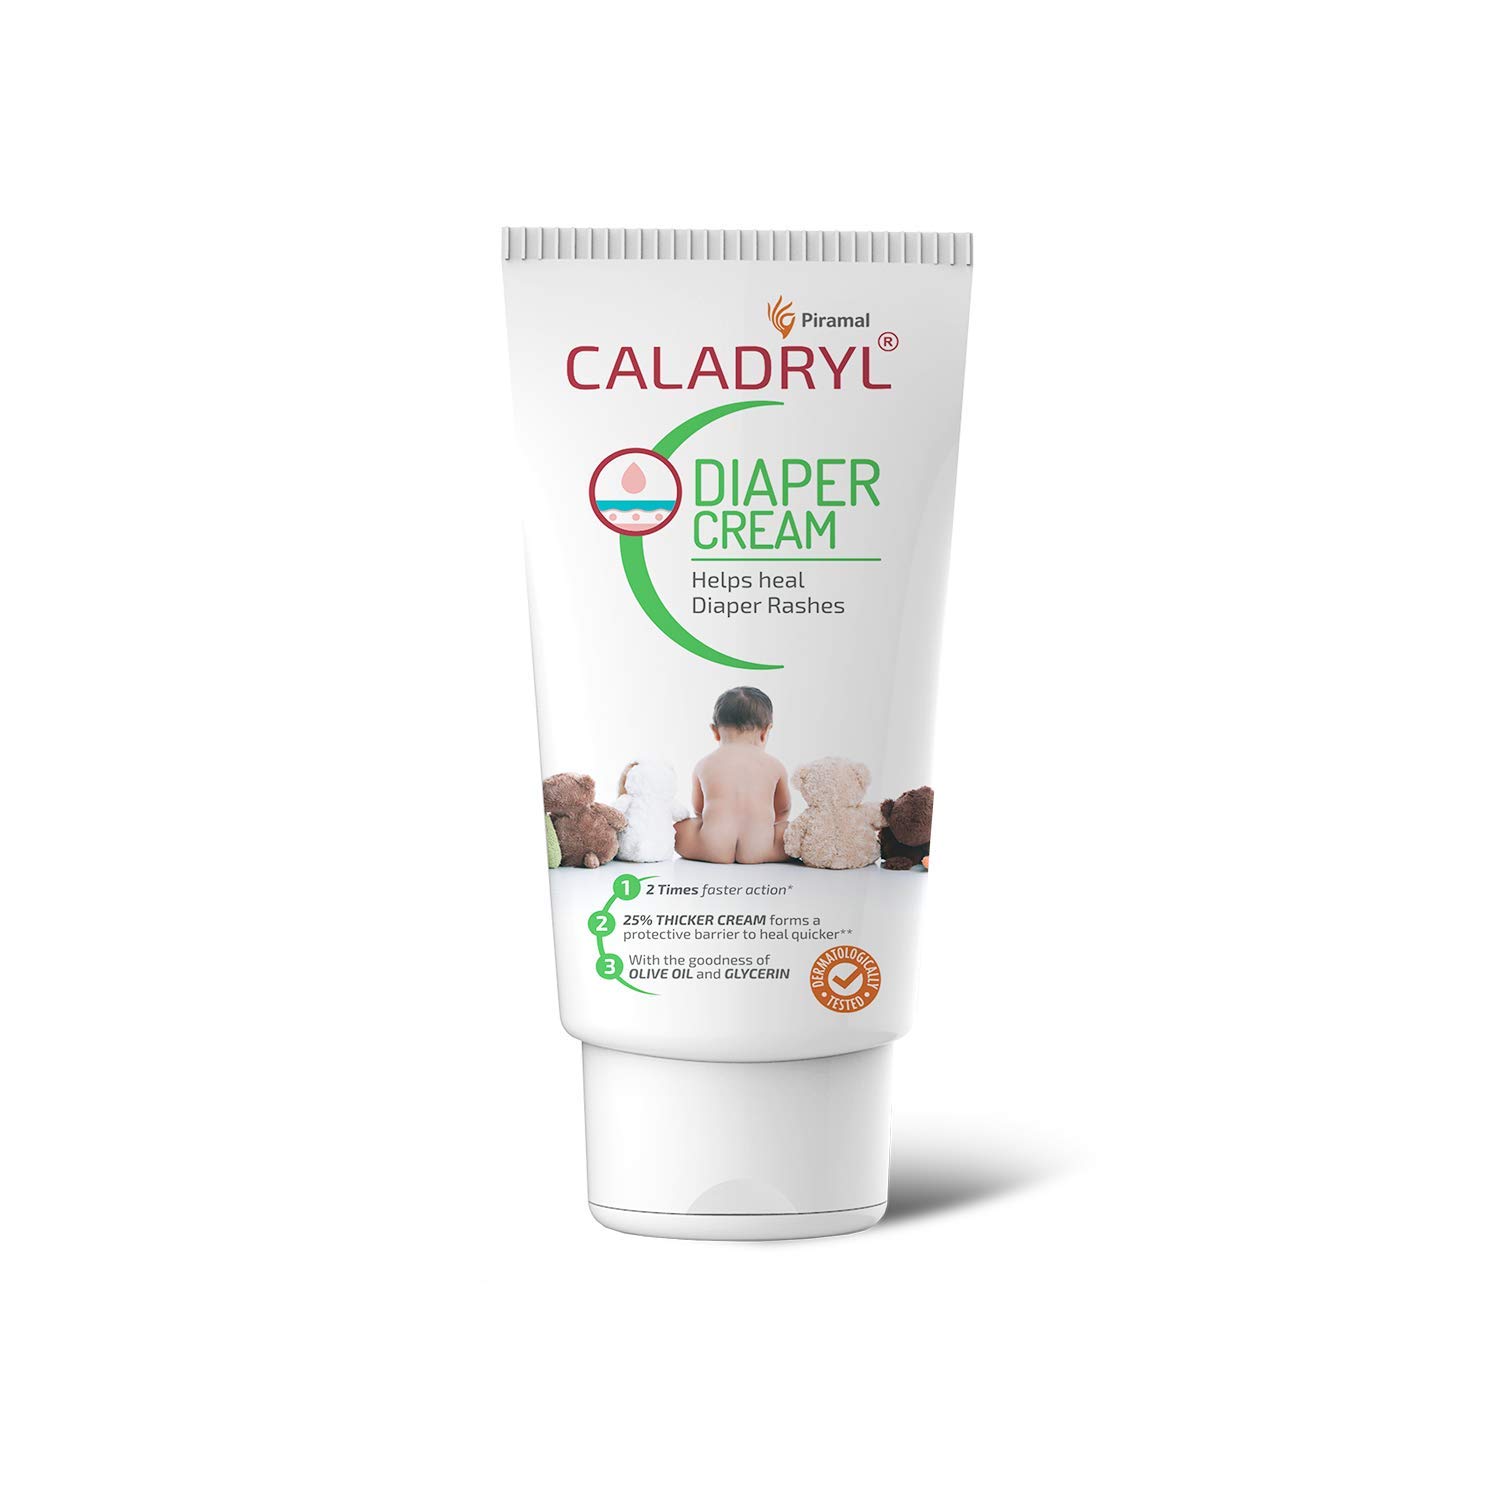 Piramal
CALADRYL®
DIAPER
CREAM
Helps heal
Diaper Rashes
1 2 Times faster action*
2 25% THICKER CREAM forms a
protective barrier to heal quicker**
3 With the goodness of
OLIVE OIL and GLYCERIN
DERMATOLOGICALLY
• TESTED •